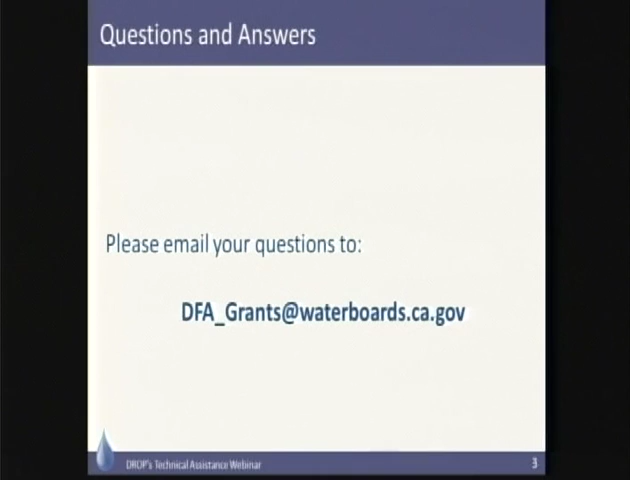 Questions and Answers
Please email your questions to:
DFA_Grants@waterboards.ca.gov
DROP's Technical Assistance Webinar
3